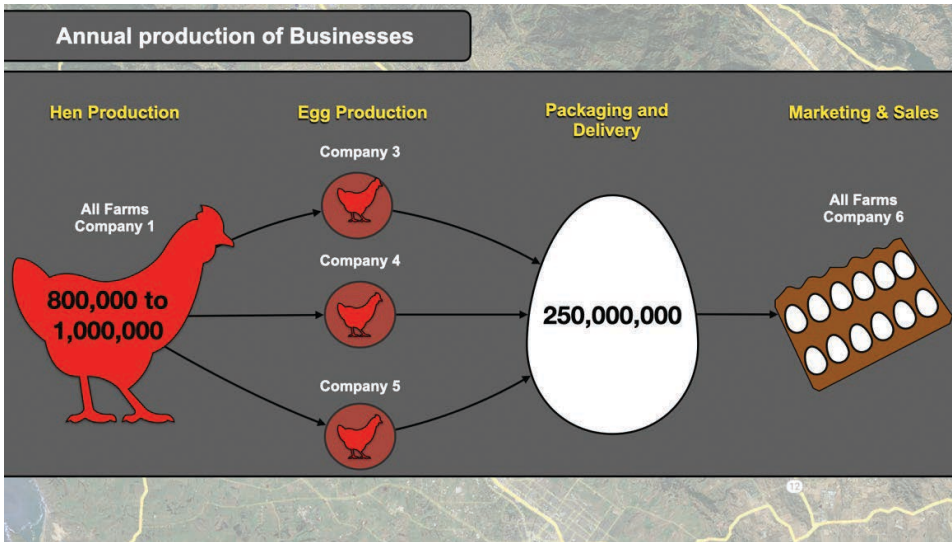 Annual production of Businesses
Hen Production
Egg Production
Packaging and
Delivery
Marketing & Sales
All Farms
Company 1
800,000 to
1,000,000
Company 3
Company 4
Company 5
250,000,000
All Farms
Company 6
12